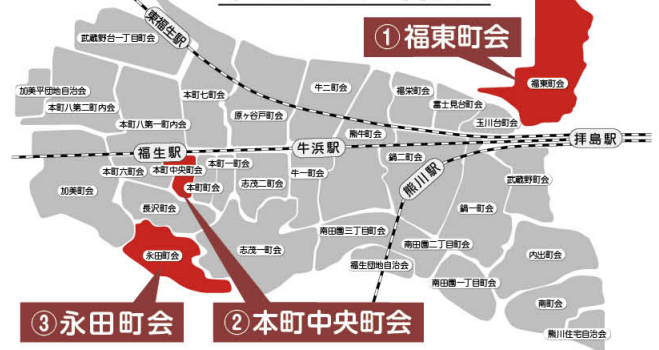 東福生駅
武蔵野台一丁目町会
①福東町会
福東町会
加美平団地自治会
本町七町会
牛二町会
福栄町会
富士見台町会
本町八第二町内会
原ヶ谷戸町会
玉川台町会
本町八第一町内会
熊牛町会
拝島駅
福生駅
牛浜駅
鍋二町会
本町六町会
本町中央町会
本町一町会
牛一町会
熊川駅
武蔵野町会
加美町会
本町町会
志茂二町会
長沢町会
鍋一町会
南田園三丁目町会
永田町会
志茂一町会
南田園二丁目町会
内出町会
福生団地自治会
南田園一丁目町会
南町会
③永田町会
②本町中央町会
熊川住宅自治会